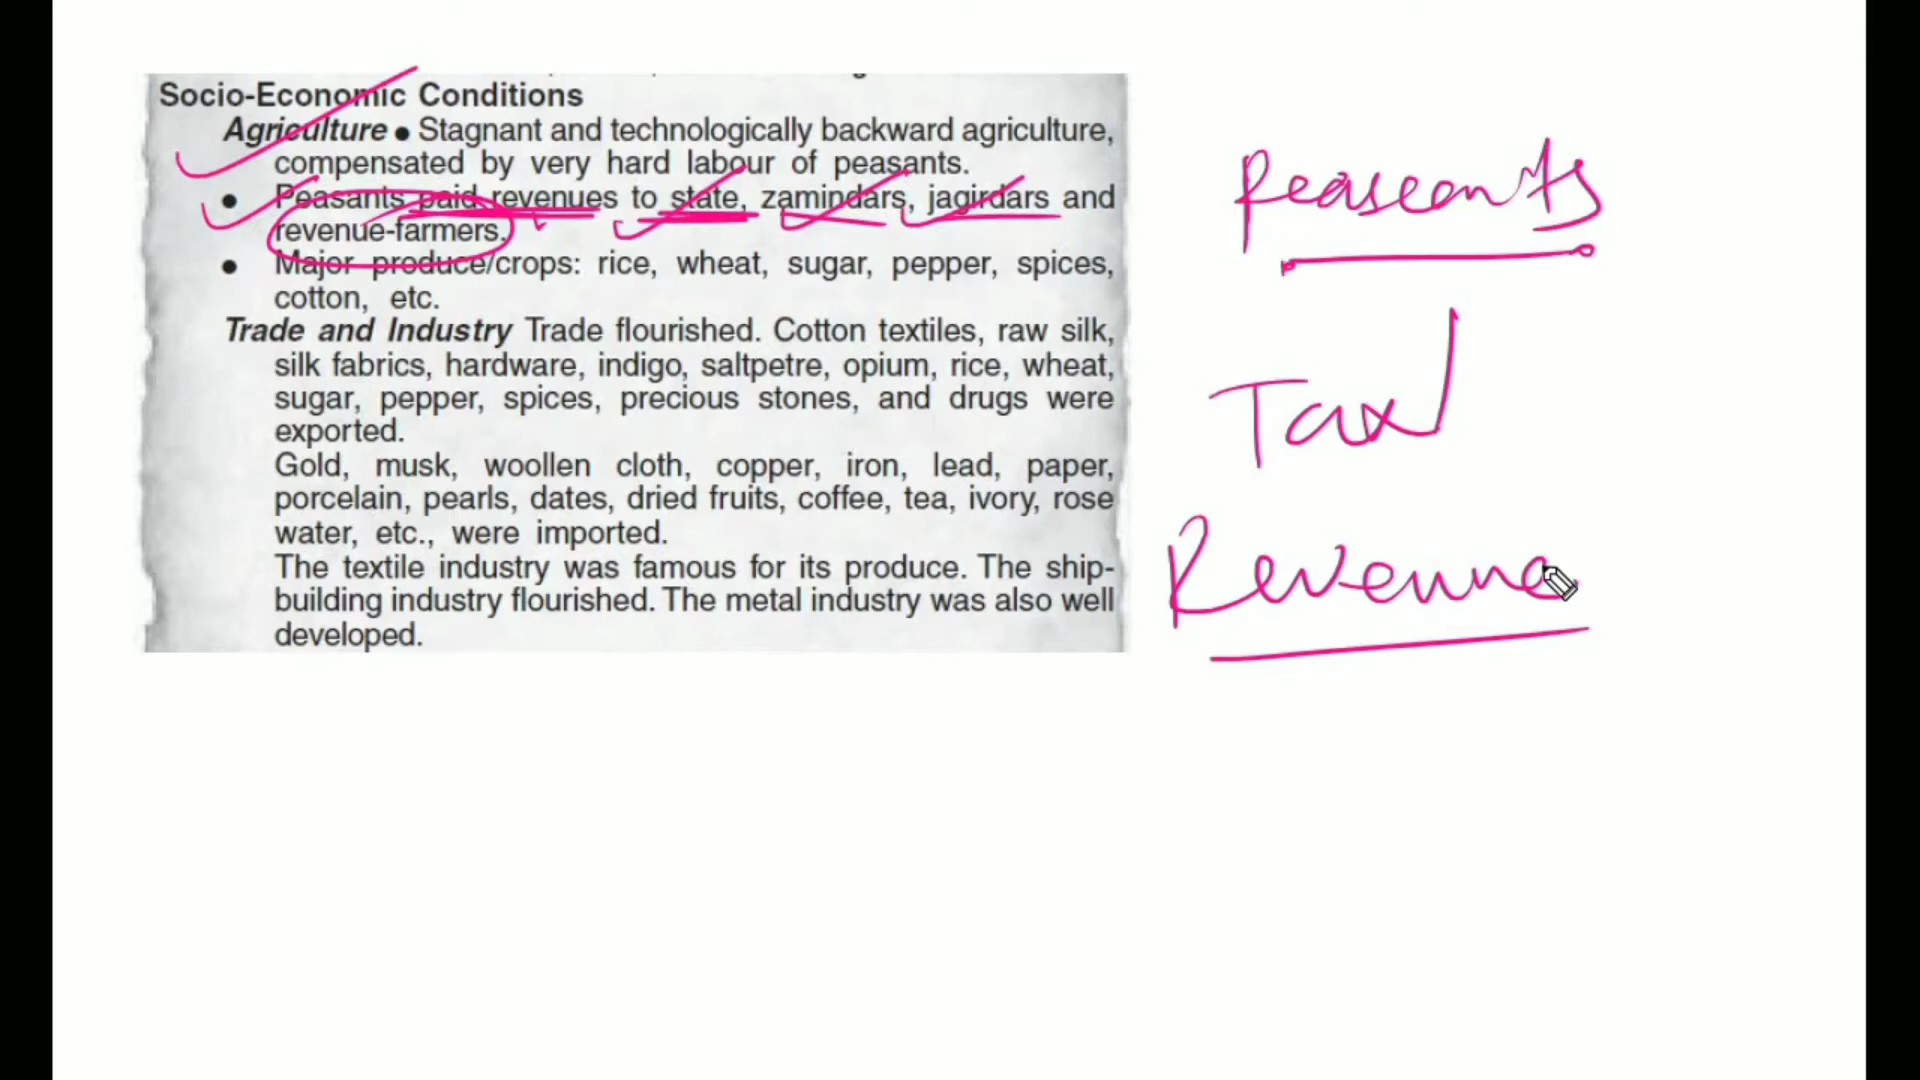 Socio-Economic Conditions
Agriculture ● Stagnant and technologically backward agriculture,
compensated by very hard labour of peasants.
● Peasants paid revenues to state, zamindars, jagirdars and
revenue-farmers.
● Major produce/crops: rice, wheat, sugar, pepper, spices,
cotton, etc.
Trade and Industry Trade flourished. Cotton textiles, raw silk,
silk fabrics, hardware, indigo, saltpetre, opium, rice, wheat,
sugar, pepper, spices, precious stones, and drugs were
exported.
Gold, musk, woollen cloth, copper, iron, lead, paper,
porcelain, pearls, dates, dried fruits, coffee, tea, ivory, rose
water, etc., were imported.
The textile industry was famous for its produce. The ship-
building industry flourished. The metal industry was also well
developed.
Peaseants
Tax
Revenue